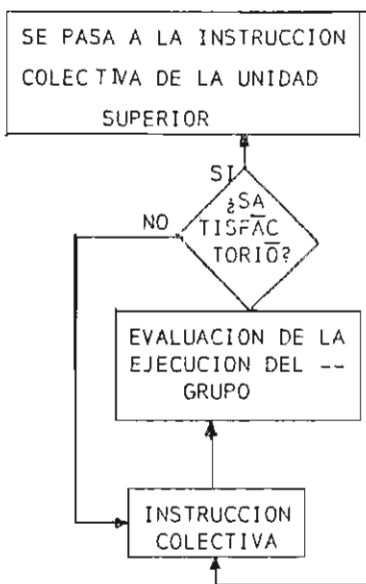 SE PASA A LA INSTRUCCION
COLECTIVA DE LA UNIDAD
SUPERIOR
SI
NO
¿SA
TISFAC
TORIO?
EVALUACION DE LA
EJECUCION DEL --
GRUPO
INSTRUCCION
COLECTIVA